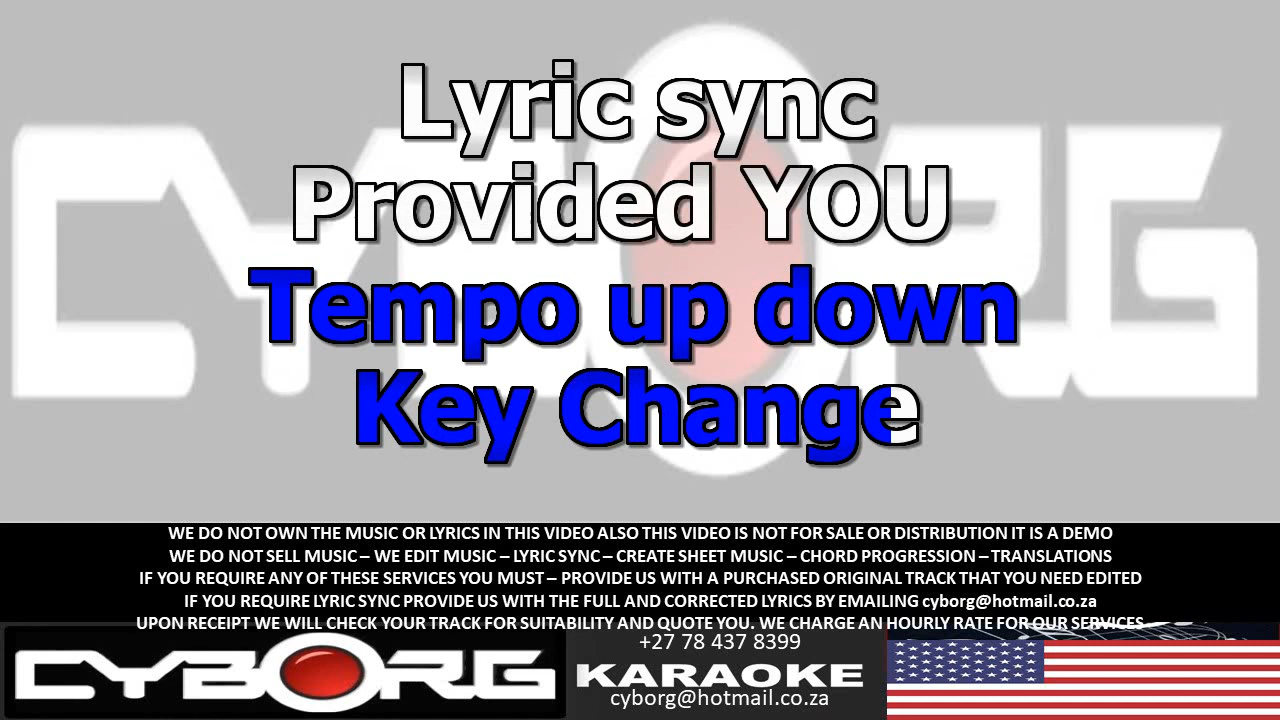 CYBORG
Lyric sync
Provided YOU
Tempo up down
Key Change
WE DO NOT OWN THE MUSIC OR LYRICS IN THIS VIDEO ALSO THIS VIDEO IS NOT FOR SALE OR DISTRIBUTION IT IS A DEMO
WE DO NOT SELL MUSIC – WE EDIT MUSIC – LYRIC SYNC – CREATE SHEET MUSIC – CHORD PROGRESSION – TRANSLATIONS
IF YOU REQUIRE ANY OF THESE SERVICES YOU MUST – PROVIDE US WITH A PURCHASED ORIGINAL TRACK THAT YOU NEED EDITED
IF YOU REQUIRE LYRIC SYNC PROVIDE US WITH THE FULL AND CORRECTED LYRICS BY EMAILING cyborg@hotmail.co.za
UPON RECEIPT WE WILL CHECK YOUR TRACK FOR SUITABILITY AND QUOTE YOU. WE CHARGE AN HOURLY RATE FOR OUR SERVICES
CYBORG
+27 78 437 8399
KARAOKE
cyborg@hotmail.co.za